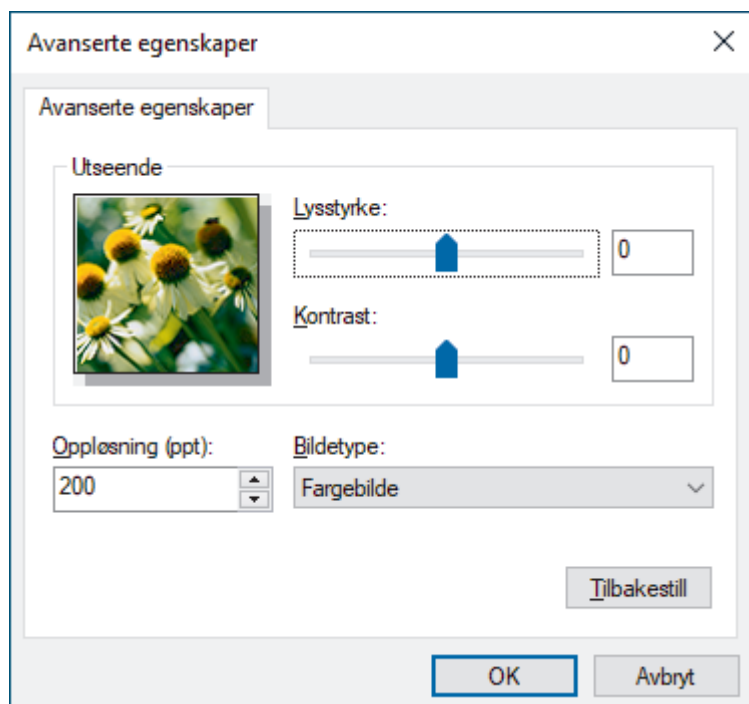 Avanserte egenskaper
Avanserte egenskaper
Utseende
Lysstyrke:
0
Kontrast:
0
Oppløsning (ppt):
Bildetype:
200
Fargebilde
Tilbakestill
OK
Avbryt